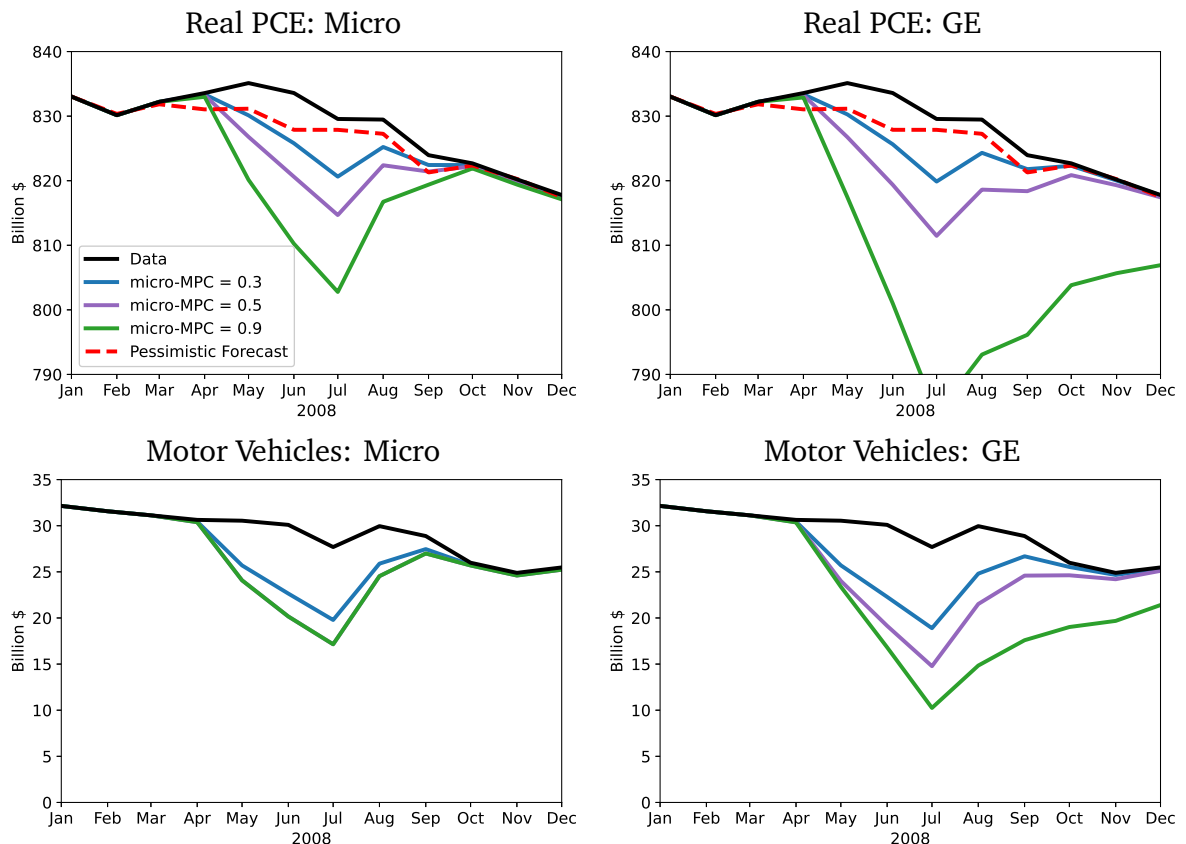 Real PCE: Micro
840
830
820
810
800
790
Billion $
Data
micro-MPC = 0.3
micro-MPC = 0.5
micro-MPC = 0.9
Pessimistic Forecast
Jan Feb Mar Apr May Jun Jul Aug Sep Oct Nov Dec
2008
Real PCE: GE
840
830
820
810
800
790
Billion $
Jan Feb Mar Apr May Jun Jul Aug Sep Oct Nov Dec
2008
Motor Vehicles: Micro
35
30
25
20
15
10
5
0
Billion $
Jan Feb Mar Apr May Jun Jul Aug Sep Oct Nov Dec
2008
Motor Vehicles: GE
35
30
25
20
15
10
5
0
Billion $
Jan Feb Mar Apr May Jun Jul Aug Sep Oct Nov Dec
2008